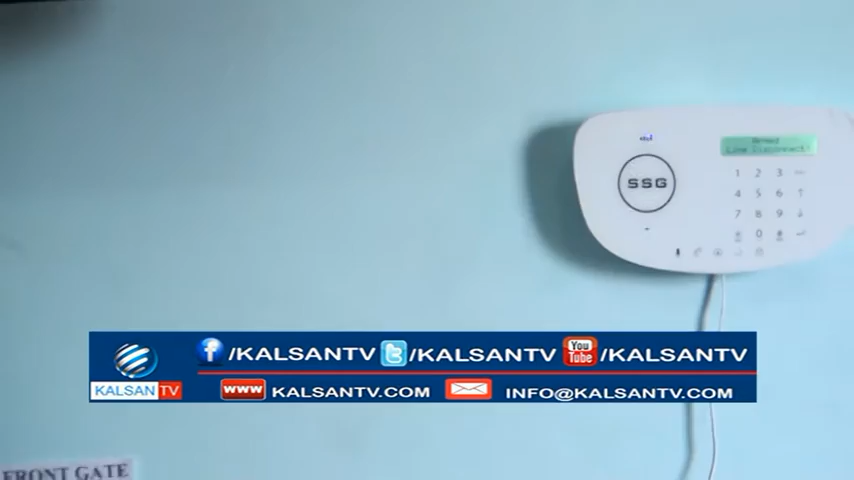 Armed
Line Disconnect!
SSG
1 2 3
4 5 6
7 8 9
0
f /KALSANTV t /KALSANTV You Tube /KALSANTV
KALSAN TV
www KALSANTV.COM INFO@KALSANTV.COM
FRONT GATE